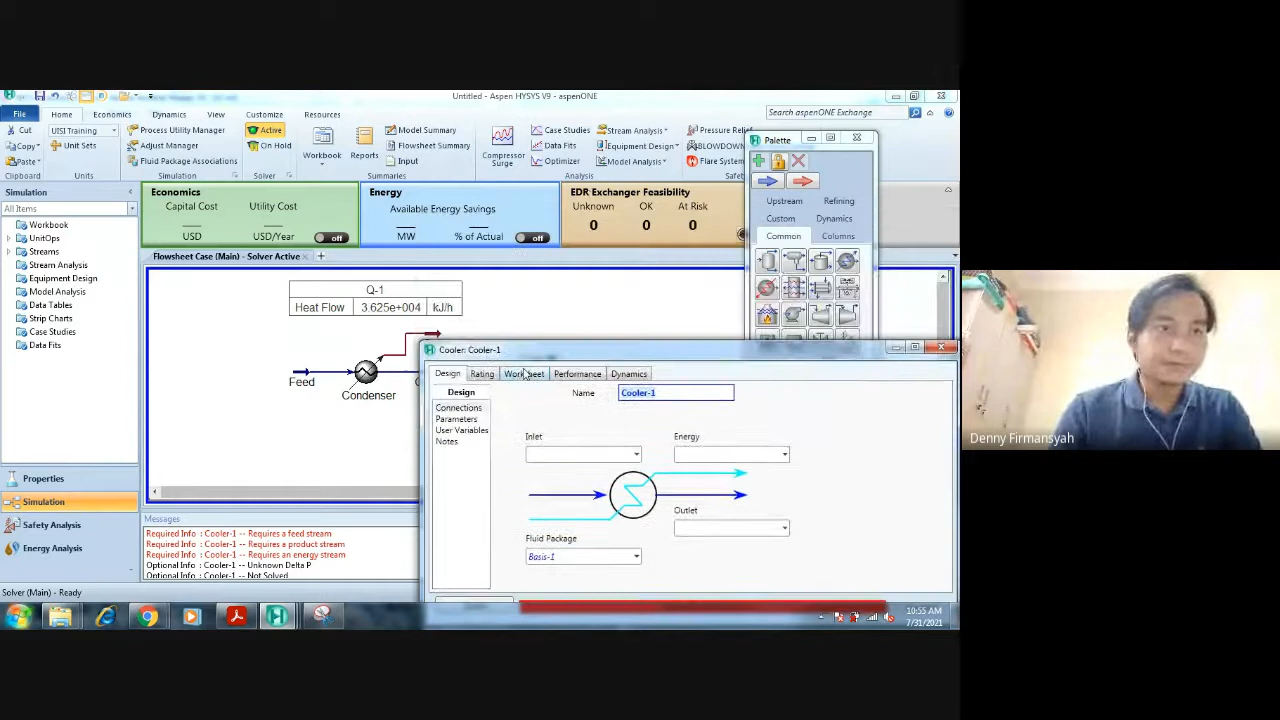 Untitled - Aspen HYSYS V9 - aspenONE
File Home Economics Dynamics View Customize Resources
Search aspenONE Exchange
Cut
Copy
Paste
Clipboard
UISI Training
Unit Sets
Units
Process Utility Manager
Adjust Manager
Fluid Package Associations
Simulation
Active
On Hold
Solver
Workbook
Reports
Model Summary
Flowsheet Summary
Input
Summaries
Compressor
Surge
Case Studies
Data Fits
Optimizer
Stream Analysis
Equipment Design
Model Analysis
Analysis
Pressure Relief
BLOWDOWN
Flare System
Safety
Palette
Upstream Refining
Custom Dynamics
Common Columns
Simulation
All Items
Workbook
UnitOps
Streams
Stream Analysis
Equipment Design
Model Analysis
Data Tables
Strip Charts
Case Studies
Data Fits
Properties
Simulation
Safety Analysis
Energy Analysis
Economics
Capital Cost Utility Cost
USD USD/Year off
Energy
Available Energy Savings
MW % of Actual off
EDR Exchanger Feasibility
Unknown OK At Risk
0 0 0
Flowsheet Case (Main) - Solver Active
Q-1
Heat Flow 3.625e+004 kJ/h
Feed
Condenser
Messages
Required Info : Cooler-1 -- Requires a feed stream
Required Info : Cooler-1 -- Requires a product stream
Required Info : Cooler-1 -- Requires an energy stream
Optional Info : Cooler-1 -- Unknown Delta P
Optional Info : Cooler-1 -- Not Solved
Solver (Main) - Ready
Cooler: Cooler-1
Design Rating Worksheet Performance Dynamics
Design
Connections
Parameters
User Variables
Notes
Name Cooler-1
Inlet
Energy
Outlet
Fluid Package
Basis-1
10:55 AM
7/31/2021
Denny Firmansyah